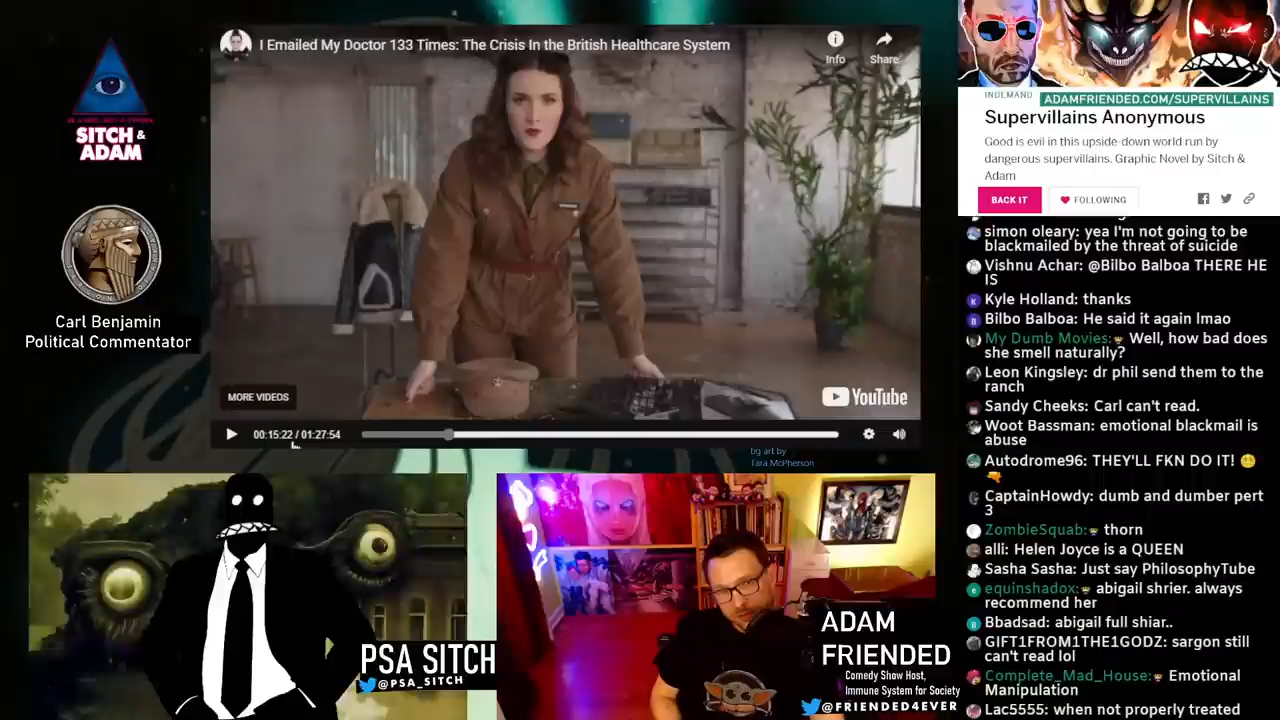 I Emailed My Doctor 133 Times: The Crisis In the British Healthcare System
Info
Share
SITCH &
ADAM
Carl Benjamin
Political Commentator
MORE VIDEOS
YouTube
00:15:22 / 01:27:54
bg art by
Tara McPherson
PSA SITCH
@PSA_SITCH
ADAM
FRIENDED
Comedy Show Host,
Immune System for Society
@FRIENDED4EVER
INDEMAND
ADAMFRIENDED.COM/SUPERVILLAINS
Supervillains Anonymous
Good is evil in this upside-down world run by
dangerous supervillains. Graphic Novel by Sitch &
Adam
BACK IT
FOLLOWING
simon oleary: yea I'm not going to be
blackmailed by the threat of suicide
Vishnu Achar: @Bilbo Balboa THERE HE
IS
Kyle Holland: thanks
Bilbo Balboa: He said it again lmao
My Dumb Movies: Well, how bad does
she smell naturally?
Leon Kingsley: dr phil send them to the
ranch
Sandy Cheeks: Carl can't read.
Woot Bassman: emotional blackmail is
abuse
Autodrome96: THEY'LL FKN DO IT!
CaptainHowdy: dumb and dumber pert
3
ZombieSquab: thorn
alli: Helen Joyce is a QUEEN
Sasha Sasha: Just say PhilosophyTube
equinshadox: abigail shrier. always
recommend her
Bbadsad: abigail full shiar..
GIFT1FROM1THE1GODZ: sargon still
can't read lol
Complete_Mad_House: Emotional
Manipulation
Lac5555: when not properly treated